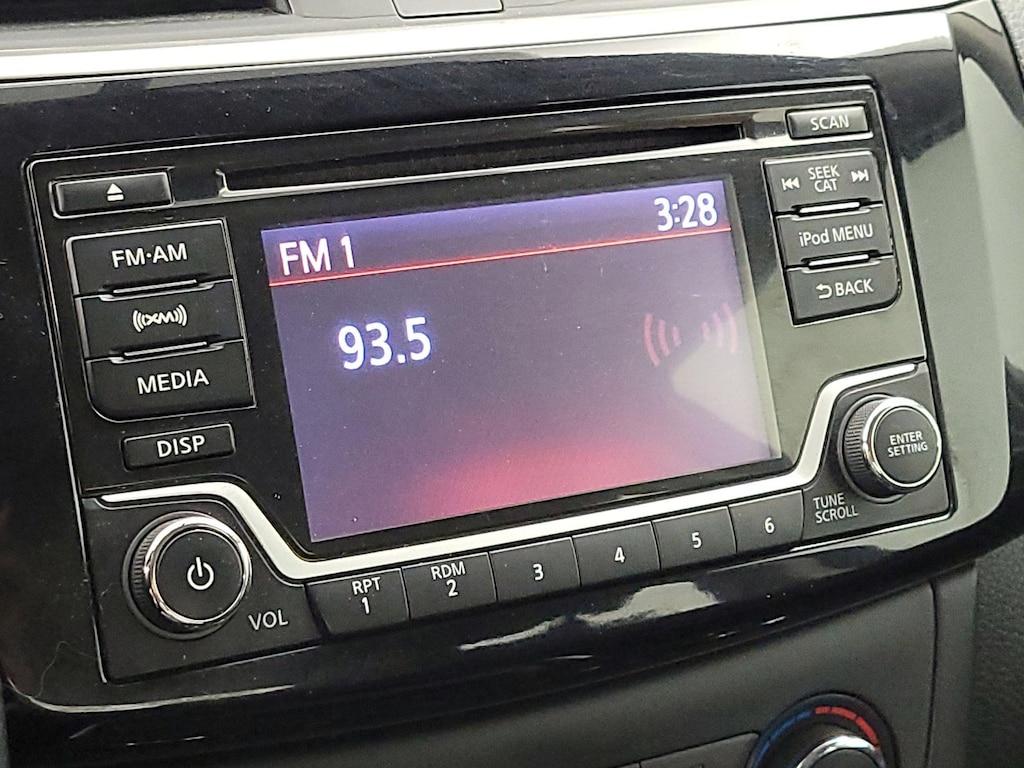 SCAN
FM·AM
(((XM)))
MEDIA
DISP
FM 1
3:28
93.5
SEEK
CAT
iPod MENU
BACK
ENTER
SETTING
TUNE
SCROLL
VOL
RPT
1
RDM
2
3
4
5
6